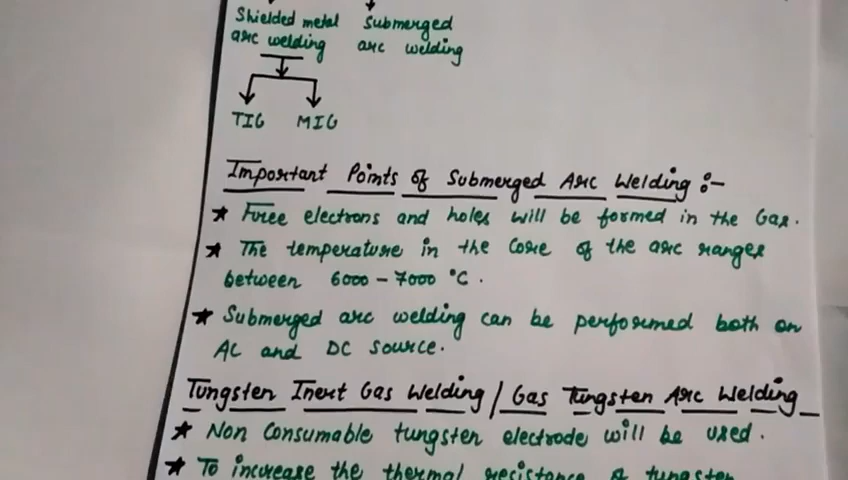 Shielded metal Submerged
arc welding arc welding
TIG MIG
Important Points of Submerged Arc Welding :-
★ Free electrons and holes will be formed in the Gas.
★ The temperature in the Core of the arc ranges
between 6000 - 7000 °C.
★ Submerged arc welding can be performed both on
AC and DC Source.
Tungsten Inert Gas Welding / Gas Tungsten Arc Welding
★ Non Consumable tungsten electrode will be used.
★ To increase the thermal resistance of tungsten